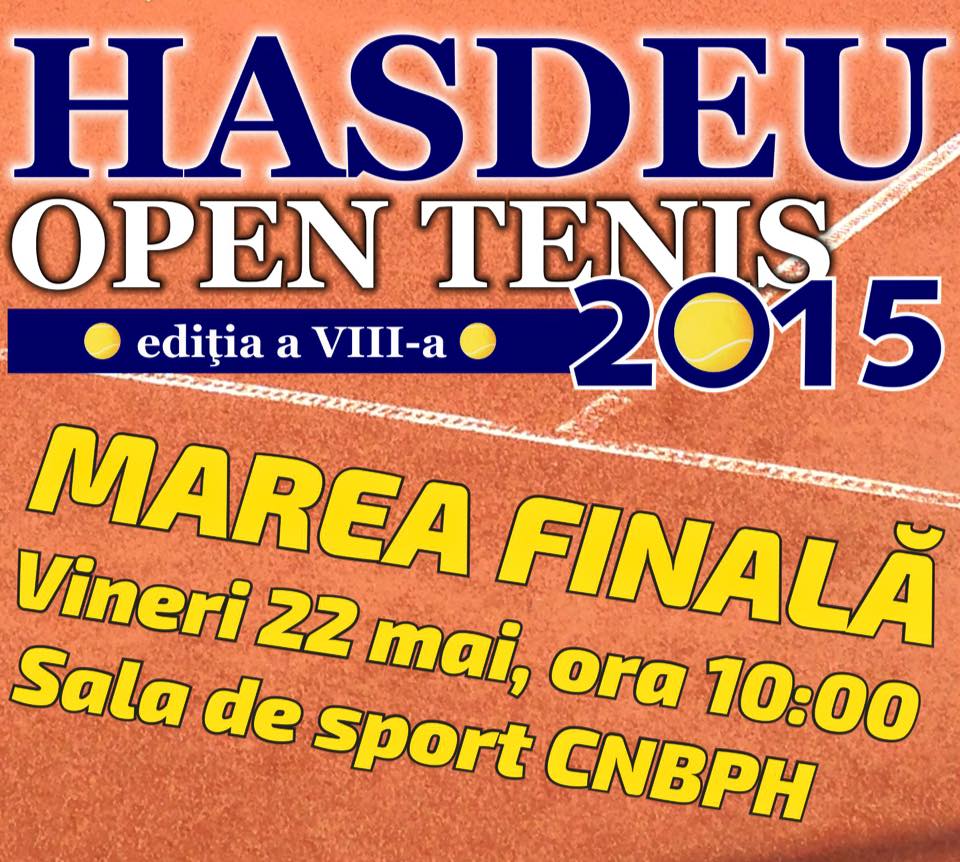 HASDEU
OPEN TENIS
ediţia a VIII-a 2015
MAREA FINALĂ
Vineri 22 mai, ora 10:00
Sala de sport CNBPH